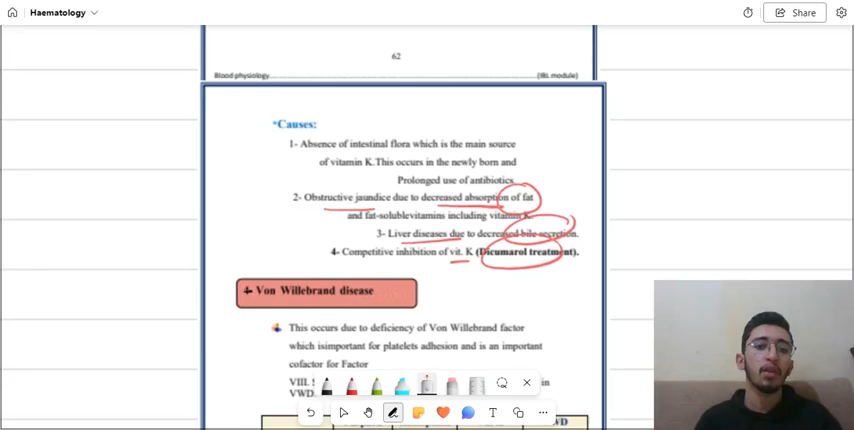 Haematology
Share
62
Blood physiology (IBL module)
*Causes:
1- Absence of intestinal flora which is the main source
of vitamin K.This occurs in the newly born and
Prolonged use of antibiotics.
2- Obstructive jaundice due to decreased absorption of fat
and fat-solublevitamins including vitamin K.
3- Liver diseases due to decreased bile secretion.
4- Competitive inhibition of vit. K (Dicumarol treatment).
4- Von Willebrand disease
This occurs due to deficiency of Von Willebrand factor
which isimportant for platelets adhesion and is an important
cofactor for Factor
VIII. in
VWD.